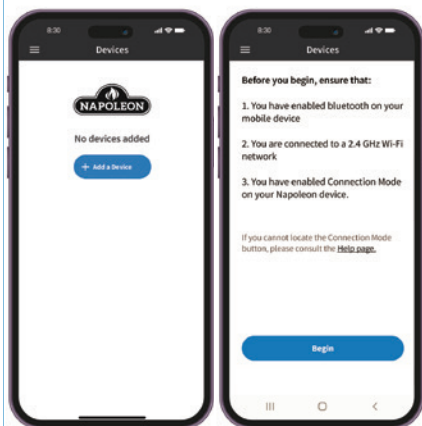 8:30
Devices
NAPOLEON
No devices added
+ Add a Device
8:30
Devices
Before you begin, ensure that:
1. You have enabled bluetooth on your
mobile device
2. You are connected to a 2.4 GHz Wi-Fi
network
3. You have enabled Connection Mode
on your Napoleon device.
If you cannot locate the Connection Mode
button, please consult the Help page.
Begin